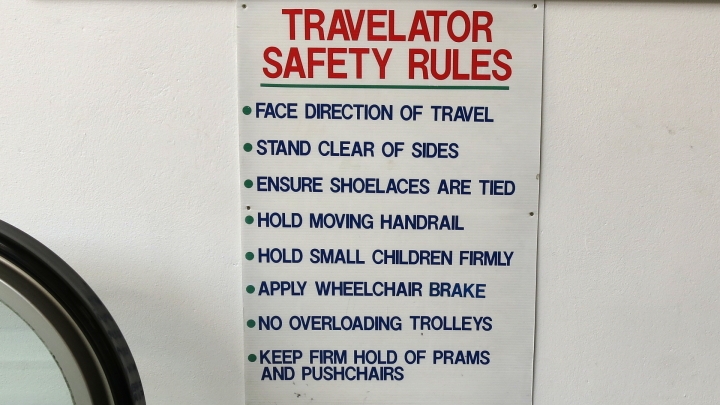 TRAVELATOR
SAFETY RULES
• FACE DIRECTION OF TRAVEL
• STAND CLEAR OF SIDES
• ENSURE SHOELACES ARE TIED
• HOLD MOVING HANDRAIL
• HOLD SMALL CHILDREN FIRMLY
• APPLY WHEELCHAIR BRAKE
• NO OVERLOADING TROLLEYS
• KEEP FIRM HOLD OF PRAMS
AND PUSHCHAIRS